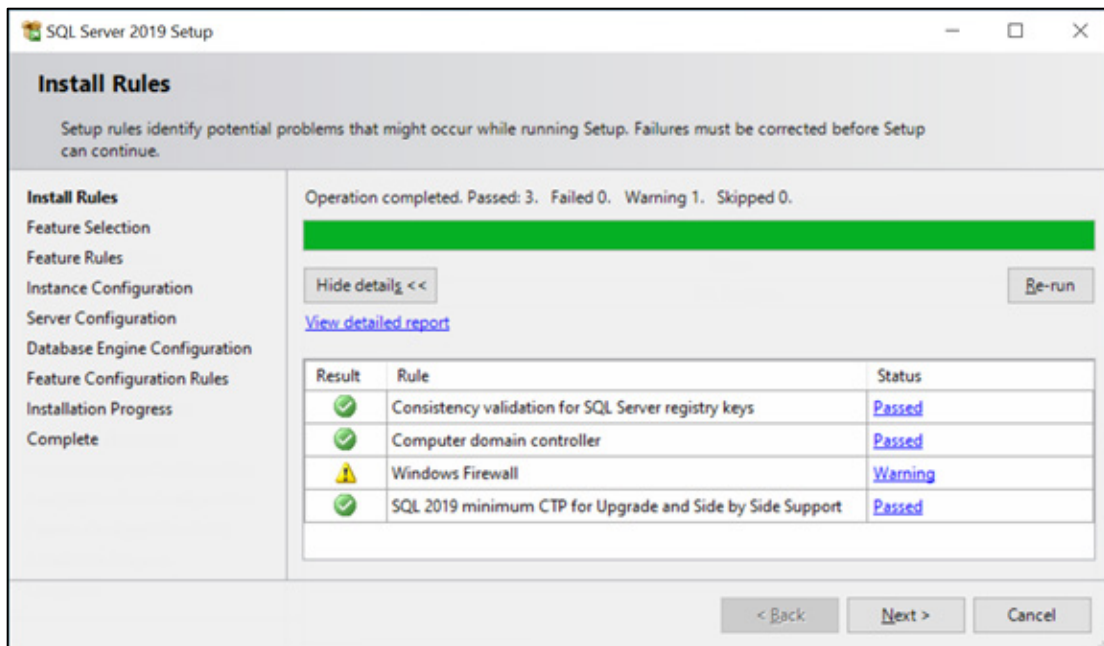 SQL Server 2019 Setup
Install Rules
Setup rules identify potential problems that might occur while running Setup. Failures must be corrected before Setup
can continue.
Install Rules
Feature Selection
Feature Rules
Instance Configuration
Server Configuration
Database Engine Configuration
Feature Configuration Rules
Installation Progress
Complete
Operation completed. Passed: 3. Failed 0. Warning 1. Skipped 0.
Hide details <<
Re-run
View detailed report
Result Rule Status
Consistency validation for SQL Server registry keys Passed
Computer domain controller Passed
Windows Firewall Warning
SQL 2019 minimum CTP for Upgrade and Side by Side Support Passed
< Back Next > Cancel